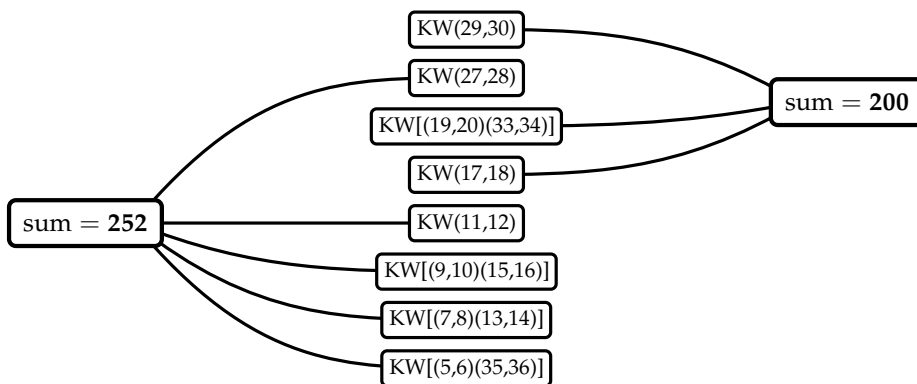 KW(29,30)
KW(27,28)
sum = 200
KW[(19,20)(33,34)]
KW(17,18)
sum = 252
KW(11,12)
KW[(9,10)(15,16)]
KW[(7,8)(13,14)]
KW[(5,6)(35,36)]